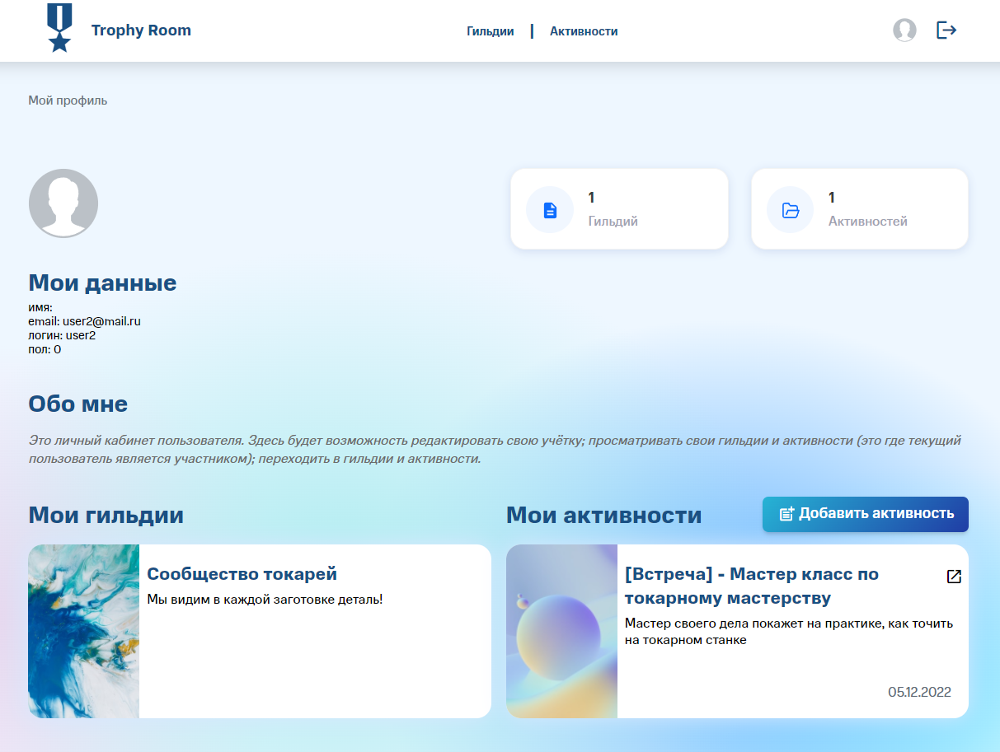 Trophy Room
Гильдии | Активности
Мой профиль
1
Гильдий
1
Активностей
Мои данные
имя:
email: user2@mail.ru
логин: user2
пол: 0
Обо мне
Это личный кабинет пользователя. Здесь будет возможность редактировать свою учётку; просматривать свои гильдии и активности (это где текущий
пользователь является участником); переходить в гильдии и активности.
Мои гильдии
Сообщество токарей
Мы видим в каждой заготовке деталь!
Мои активности
Добавить активность
[Встреча] - Мастер класс по
токарному мастерству
Мастер своего дела покажет на практике, как точить
на токарном станке
05.12.2022